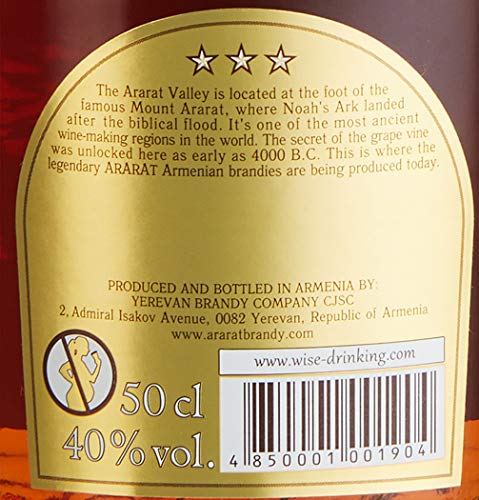 The Ararat Valley is located at the foot of the
famous Mount Ararat, where Noah's Ark landed
after the biblical flood. It's one of the most ancient
wine-making regions in the world. The secret of the grape vine
was unlocked here as early as 4000 B.C. This is where the
legendary ARARAT Armenian brandies are being produced today.
PRODUCED AND BOTTLED IN ARMENIA BY:
YEREVAN BRANDY COMPANY CJSC
2, Admiral Isakov Avenue, 0082 Yerevan, Republic of Armenia
www.araratbrandy.com
www.wise-drinking.com
50 cl
40% vol.
4 850001 001904